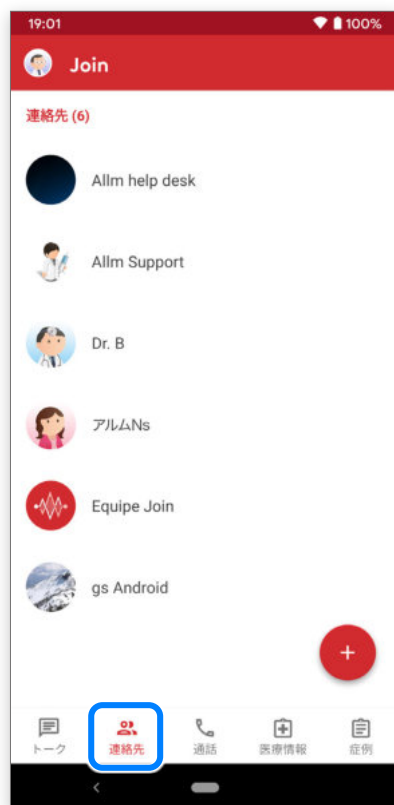 19:01 100%
Join
連絡先 (6)
Allm help desk
Allm Support
Dr. B
アルムNs
Equipe Join
gs Android
トーク 連絡先 通話 医療情報 症例